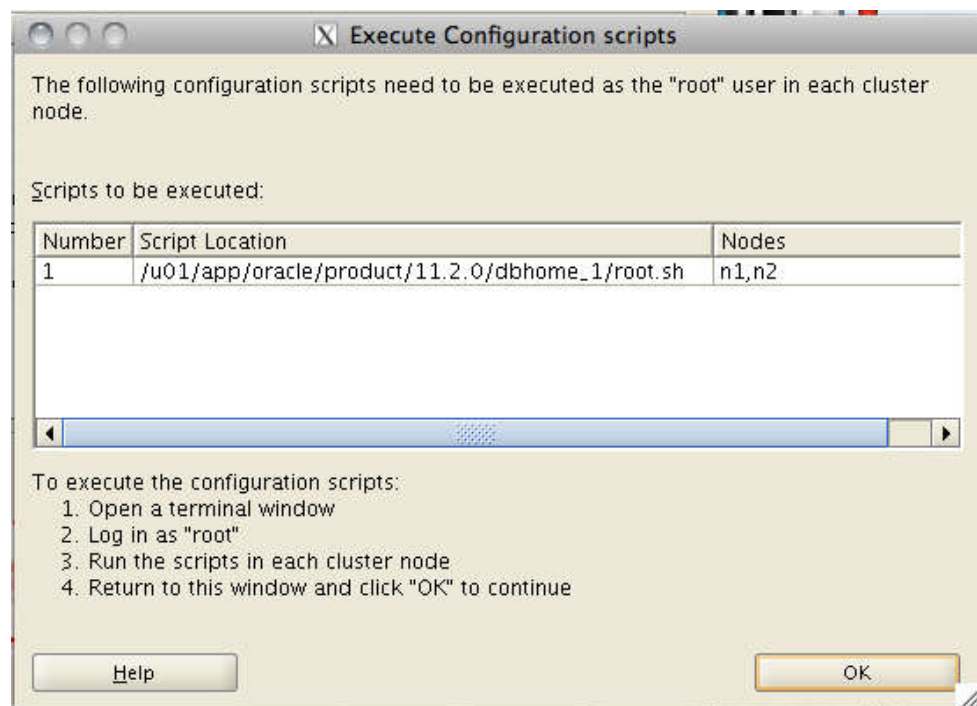 X Execute Configuration scripts
The following configuration scripts need to be executed as the "root" user in each cluster
node.
Scripts to be executed:
Number Script Location Nodes
1 /u01/app/oracle/product/11.2.0/dbhome_1/root.sh n1,n2
To execute the configuration scripts:
1. Open a terminal window
2. Log in as "root"
3. Run the scripts in each cluster node
4. Return to this window and click "OK" to continue
Help OK